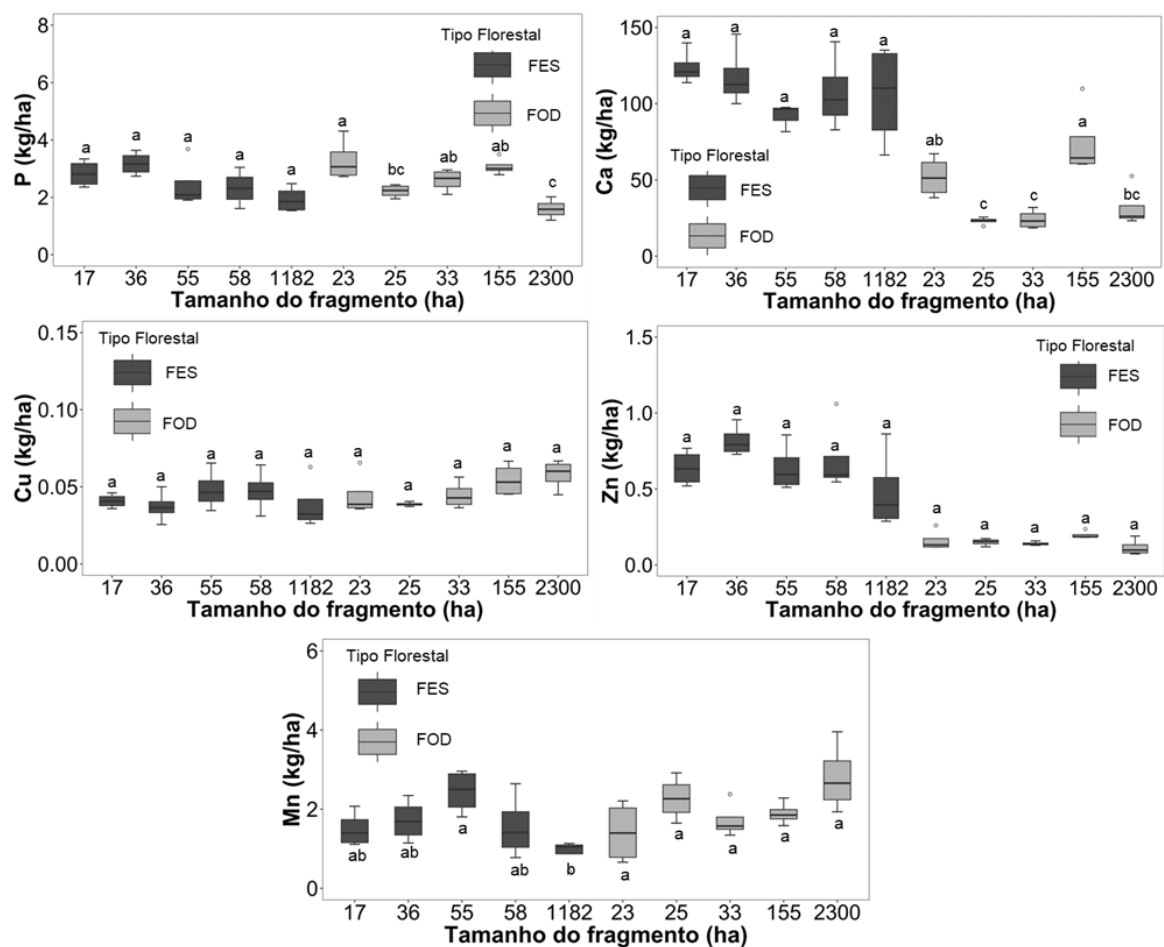 8
6
4
2
0
P (kg/ha)
Tipo Florestal
FES
FOD
a a a a a a bc ab ab c
17 36 55 58 1182 23 25 33 155 2300
Tamanho do fragmento (ha)
150
100
50
0
Ca (kg/ha)
a a a a a ab c c a bc
Tipo Florestal
FES
FOD
17 36 55 58 1182 23 25 33 155 2300
Tamanho do fragmento (ha)
0.15
0.10
0.05
0.00
Cu (kg/ha)
Tipo Florestal
FES
FOD
a a a a a a a a a a
17 36 55 58 1182 23 25 33 155 2300
Tamanho do fragmento (ha)
1.5
1.0
0.5
0.0
Zn (kg/ha)
Tipo Florestal
FES
FOD
a a a a a a a a a a
17 36 55 58 1182 23 25 33 155 2300
Tamanho do fragmento (ha)
6
4
2
0
Mn (kg/ha)
Tipo Florestal
FES
FOD
ab ab a ab b a a a a a
17 36 55 58 1182 23 25 33 155 2300
Tamanho do fragmento (ha)